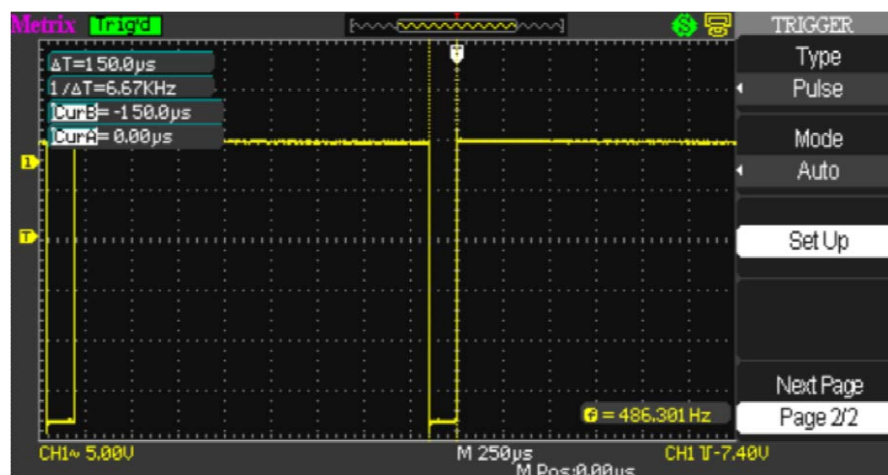 Metrix Trig'd S TRIGGER
ΔT=150.0μs
1/ΔT=6.67KHz
CurB=-150.0μs
CurA= 0.00μs
Type
Pulse
Mode
Auto
1
T
T
Set Up
Next Page
Page 2/2
f = 486.301Hz
CH1~ 5.00V M 250μs CH1 -7.40V
M Pos:0.00μs